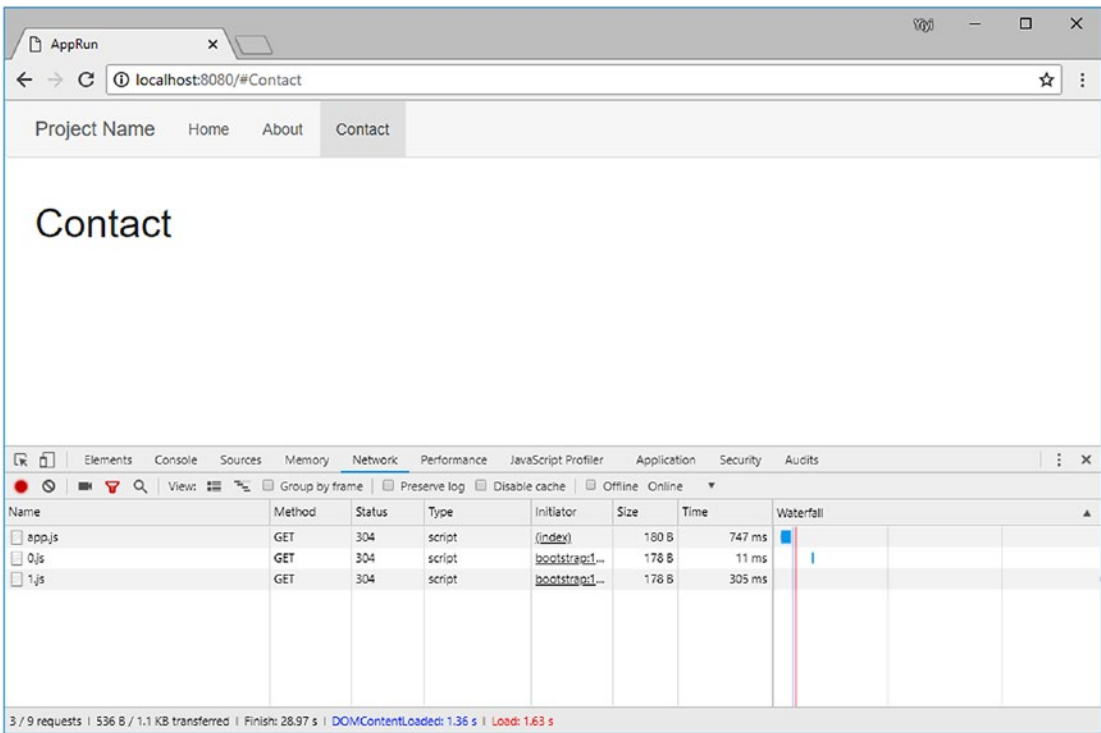 AppRun
localhost:8080/#Contact
Project Name Home About Contact
Contact
Elements Console Sources Memory Network Performance JavaScript Profiler Application Security Audits
View: Group by frame Preserve log Disable cache Offline Online
Name Method Status Type Initiator Size Time Waterfall
app.js GET 304 script (index) 180 B 747 ms
0.js GET 304 script bootstrap:1... 178 B 11 ms
1.js GET 304 script bootstrap:1... 178 B 305 ms
3 / 9 requests | 536 B / 1.1 KB transferred | Finish: 28.97 s | DOMContentLoaded: 1.36 s | Load: 1.63 s